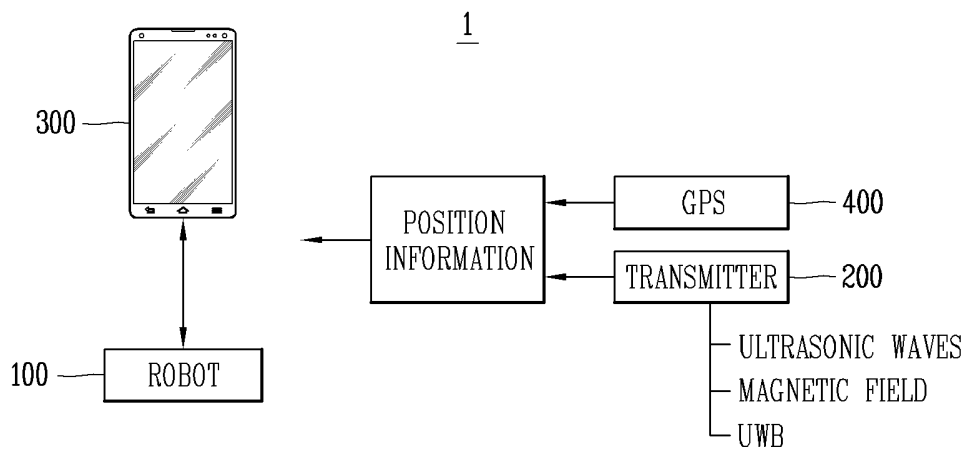 1
300
GPS
400
POSITION
INFORMATION
TRANSMITTER
200
100
ROBOT
ULTRASONIC WAVES
MAGNETIC FIELD
UWB